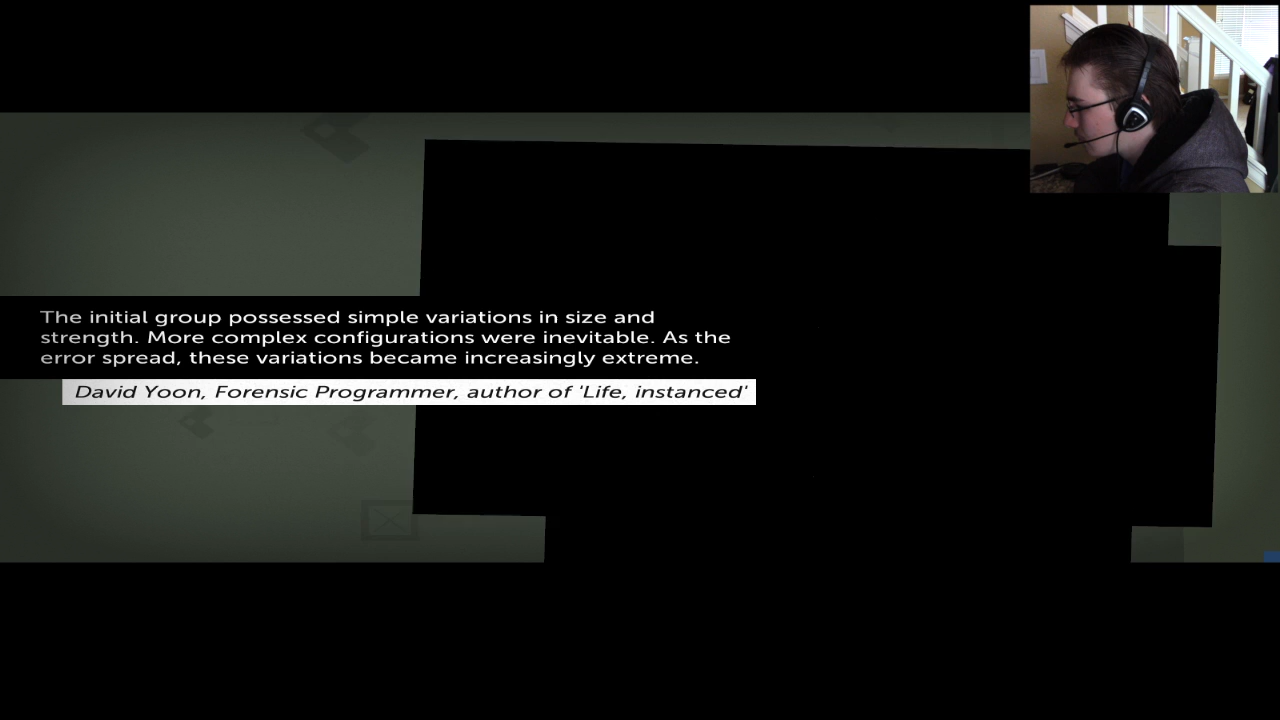 The initial group possessed simple variations in size and
strength. More complex configurations were inevitable. As the
error spread, these variations became increasingly extreme.
David Yoon, Forensic Programmer, author of 'Life, instanced'